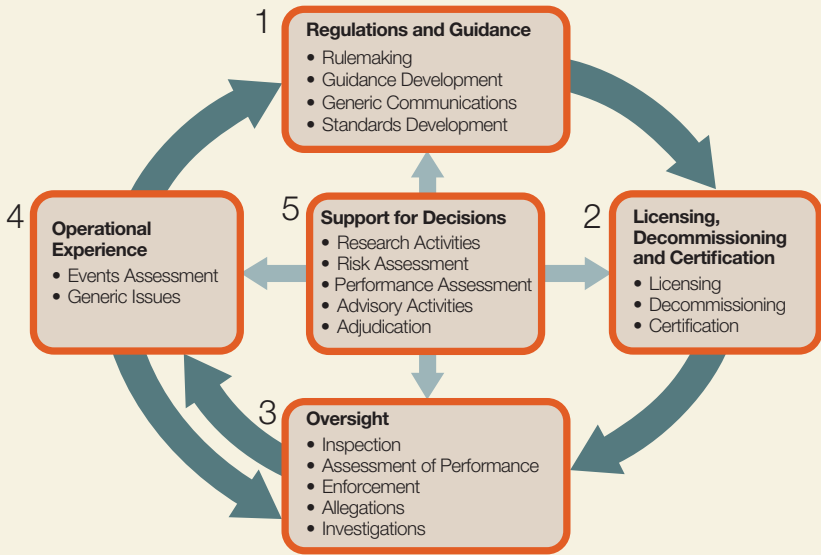 1
Regulations and Guidance
• Rulemaking
• Guidance Development
• Generic Communications
• Standards Development
2
Licensing,
Decommissioning
and Certification
• Licensing
• Decommissioning
• Certification
3
Oversight
• Inspection
• Assessment of Performance
• Enforcement
• Allegations
• Investigations
4
Operational
Experience
• Events Assessment
• Generic Issues
5
Support for Decisions
• Research Activities
• Risk Assessment
• Performance Assessment
• Advisory Activities
• Adjudication